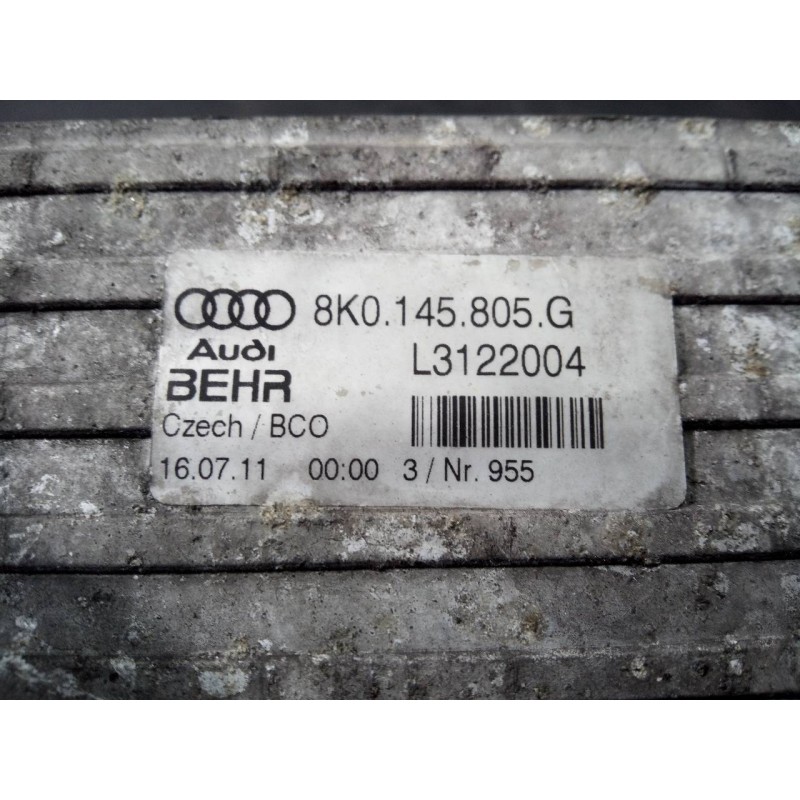 8K0.145.805.G
Audi
L3122004
BEHR
Czech / BCO
16.07.11 00:00 3 / Nr. 955